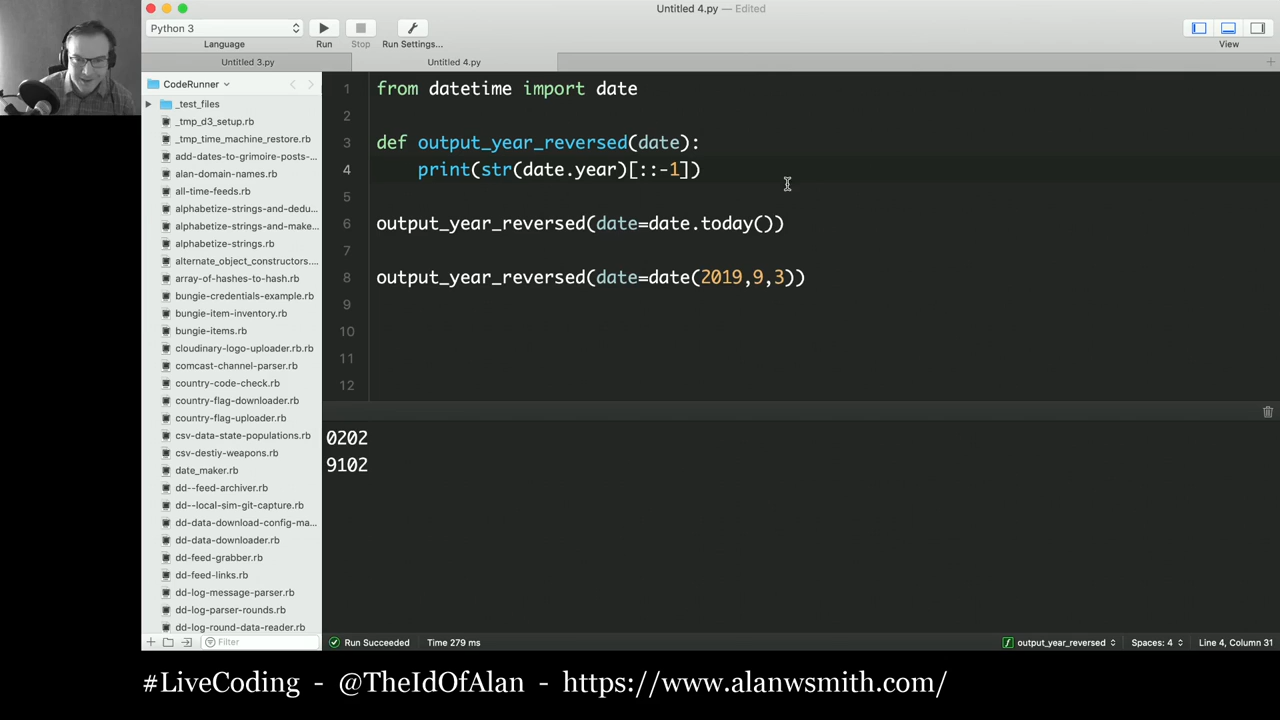 Untitled 4.py — Edited
Python 3
Language
Run
Stop
Run Settings...
View
Untitled 3.py
Untitled 4.py
CodeRunner
_test_files
_tmp_d3_setup.rb
_tmp_time_machine_restore.rb
add-dates-to-grimoire-posts-...
alan-domain-names.rb
all-time-feeds.rb
alphabetize-strings-and-dedu...
alphabetize-strings-and-make...
alphabetize-strings.rb
alternate_object_constructors....
array-of-hashes-to-hash.rb
bungie-credentials-example.rb
bungie-item-inventory.rb
bungie-items.rb
cloudinary-logo-uploader.rb.rb
comcast-channel-parser.rb
country-code-check.rb
country-flag-downloader.rb
country-flag-uploader.rb
csv-data-state-populations.rb
csv-destiy-weapons.rb
date_maker.rb
dd--feed-archiver.rb
dd--local-sim-git-capture.rb
dd-data-download-config-ma...
dd-data-downloader.rb
dd-feed-grabber.rb
dd-feed-links.rb
dd-log-message-parser.rb
dd-log-parser-rounds.rb
dd-log-round-data-reader.rb
Filter
1 from datetime import date
2
3 def output_year_reversed(date):
4 print(str(date.year)[::-1])
5
6 output_year_reversed(date=date.today())
7
8 output_year_reversed(date=date(2019,9,3))
9
10
11
12
0202
9102
Run Succeeded Time 279 ms
output_year_reversed Spaces: 4 Line 4, Column 31
#LiveCoding - @TheIdOfAlan - https://www.alanwsmith.com/